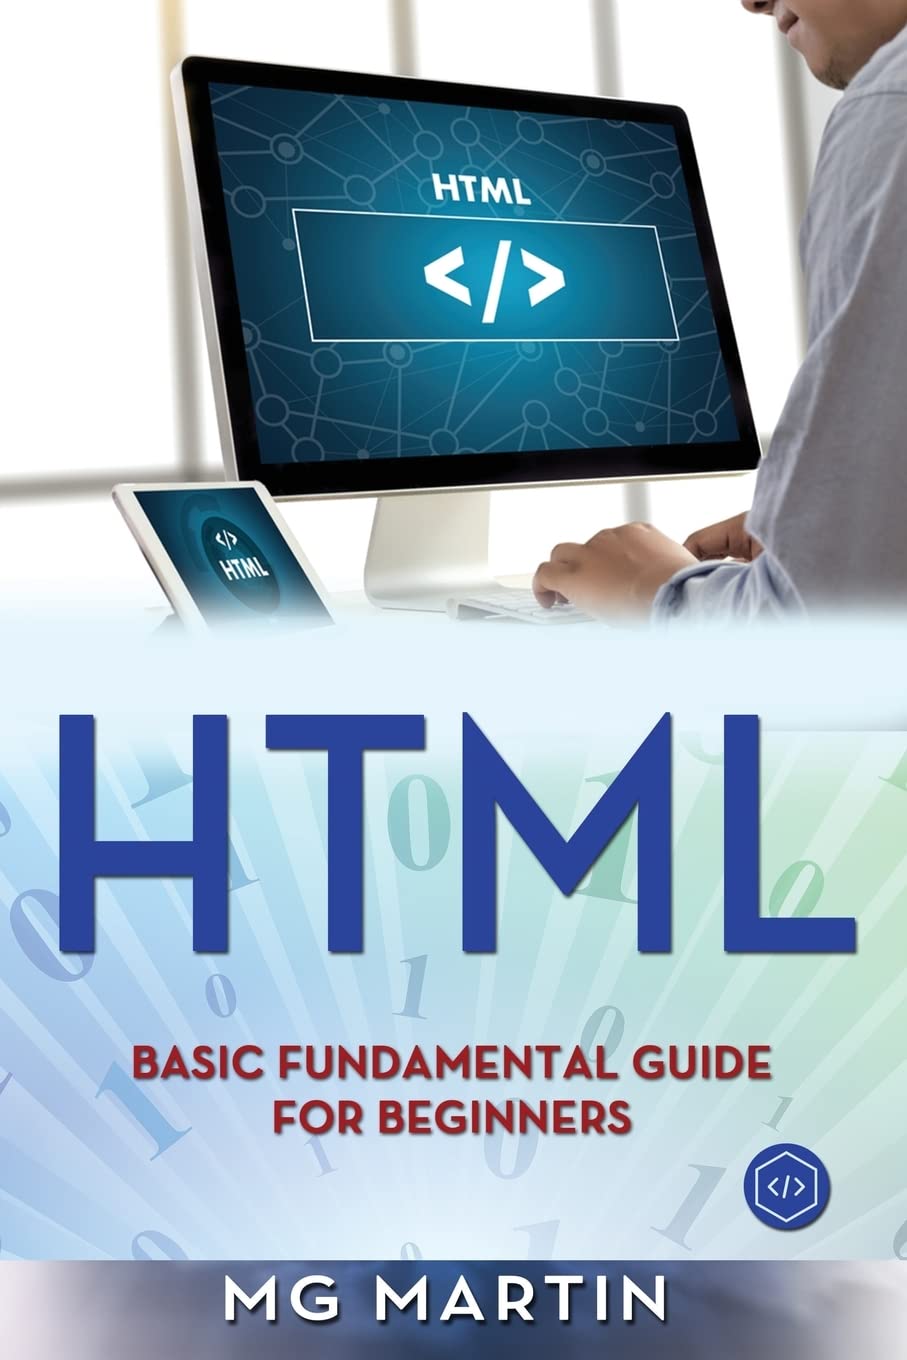 HTML
</>
</>
HTML
HTML
BASIC FUNDAMENTAL GUIDE
FOR BEGINNERS
</>
MG MARTIN